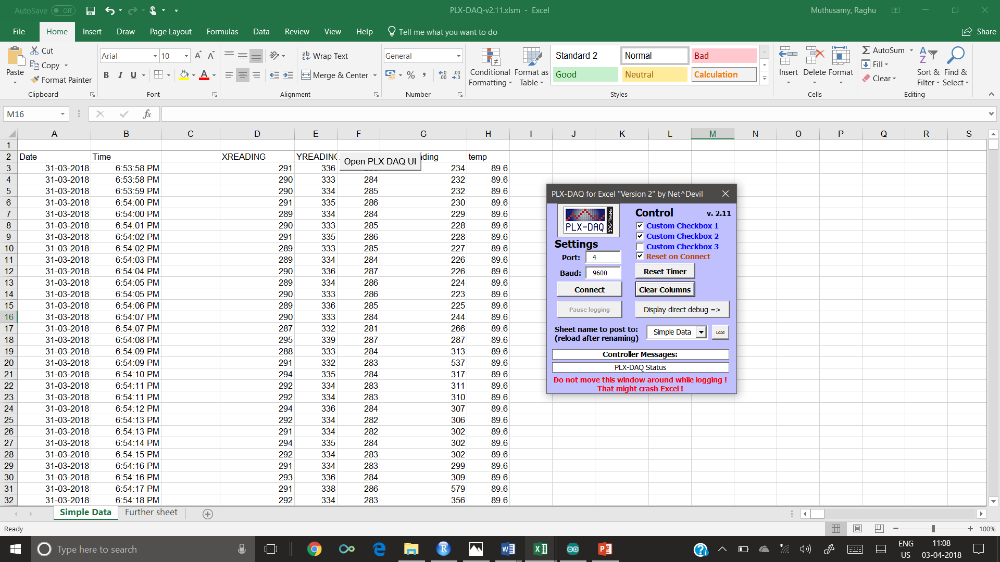 AutoSave Off PLX-DAQ-v2.11.xlsm - Excel Muthusamy, Raghu
File Home Insert Draw Page Layout Formulas Data Review View Help Tell me what you want to do Share
Paste Cut Copy Format Painter
Arial 10 B I U A
Wrap Text Merge & Center
General % ,
Conditional Formatting Format as Table
Standard 2 Normal Bad
Good Neutral Calculation
Insert Delete Format
AutoSum Fill Clear Sort & Filter Find & Select
Clipboard Font Alignment Number Styles Cells Editing
M16 fx
A B C D E F G H I J K L M N O P Q R S
1
2 Date Time XREADING YREADING ding temp
3 31-03-2018 6:53:58 PM 291 336 234 89.6
4 31-03-2018 6:53:58 PM 290 333 284 232 89.6
5 31-03-2018 6:53:59 PM 290 334 285 232 89.6
6 31-03-2018 6:54:00 PM 291 335 286 230 89.6
7 31-03-2018 6:54:00 PM 289 334 284 229 89.6
8 31-03-2018 6:54:01 PM 290 333 285 228 89.6
9 31-03-2018 6:54:02 PM 291 335 286 228 89.6
10 31-03-2018 6:54:02 PM 289 333 285 227 89.6
11 31-03-2018 6:54:03 PM 289 334 284 226 89.6
12 31-03-2018 6:54:04 PM 290 336 287 226 89.6
13 31-03-2018 6:54:05 PM 289 334 286 224 89.6
14 31-03-2018 6:54:05 PM 290 333 286 223 89.6
15 31-03-2018 6:54:06 PM 289 336 285 225 89.6
16 31-03-2018 6:54:07 PM 290 333 284 244 89.6
17 31-03-2018 6:54:07 PM 287 332 281 266 89.6
18 31-03-2018 6:54:08 PM 295 339 287 287 89.6
19 31-03-2018 6:54:09 PM 288 333 284 313 89.6
20 31-03-2018 6:54:09 PM 291 332 283 537 89.6
21 31-03-2018 6:54:10 PM 294 335 284 317 89.6
22 31-03-2018 6:54:11 PM 292 334 283 311 89.6
23 31-03-2018 6:54:11 PM 292 334 283 310 89.6
24 31-03-2018 6:54:12 PM 294 336 284 307 89.6
25 31-03-2018 6:54:13 PM 292 334 282 306 89.6
26 31-03-2018 6:54:13 PM 291 334 282 302 89.6
27 31-03-2018 6:54:14 PM 294 335 284 302 89.6
28 31-03-2018 6:54:15 PM 292 334 283 302 89.6
29 31-03-2018 6:54:16 PM 291 334 283 299 89.6
30 31-03-2018 6:54:16 PM 293 336 284 309 89.6
31 31-03-2018 6:54:17 PM 291 338 286 579 89.6
32 31-03-2018 6:54:18 PM 292 334 283 356 89.6
Open PLX DAQ UI
PLX-DAQ for Excel "Version 2" by Net^Devil
PLX-DAQ PARALLAX
Control v. 2.11
Custom Checkbox 1
Custom Checkbox 2
Custom Checkbox 3
Reset on Connect
Settings
Port: 4
Baud: 9600
Reset Timer
Connect Clear Columns
Pause logging Display direct debug =>
Sheet name to post to: Simple Data Load
(reload after renaming)
Controller Messages:
PLX-DAQ Status
Do not move this window around while logging !
That might crash Excel !
Simple Data Further sheet
Ready 100%
Type here to search
ENG 11:08
US 03-04-2018